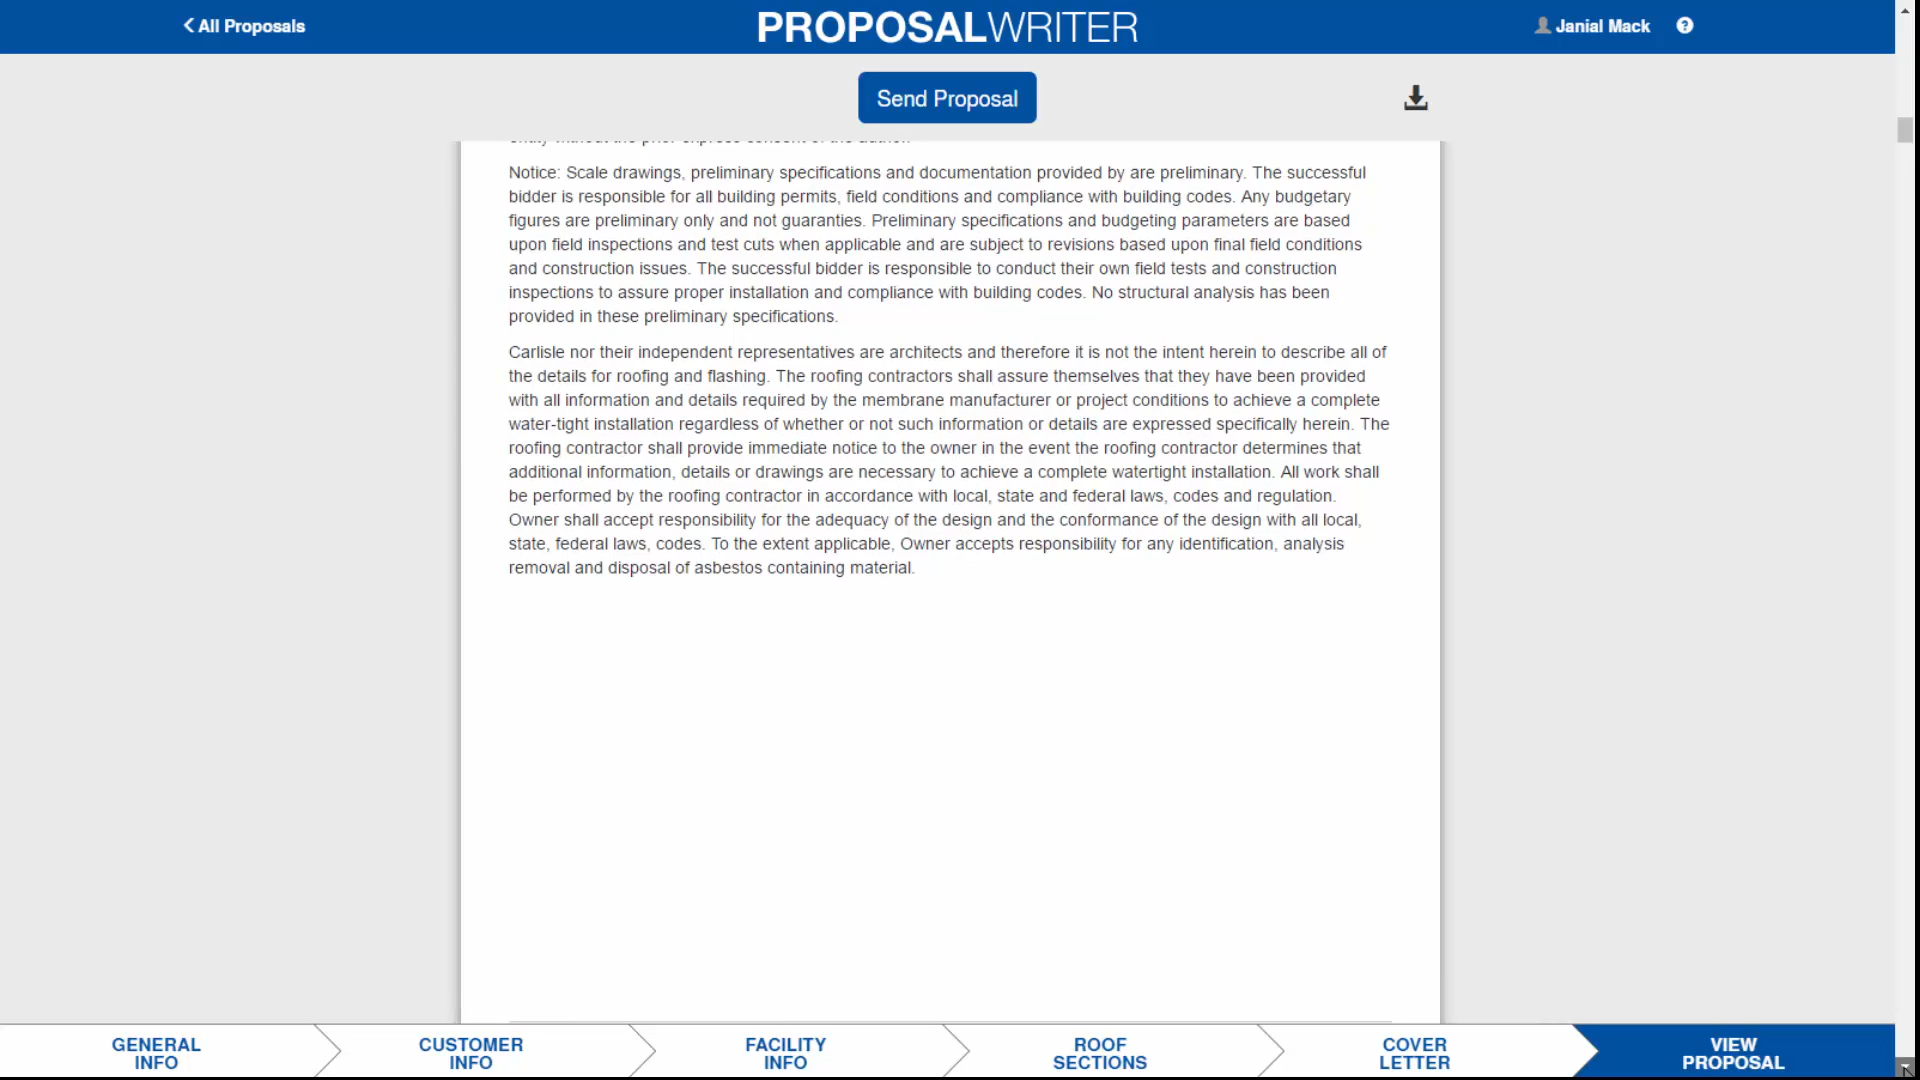 All Proposals
PROPOSALWRITER
Janial Mack
Send Proposal
entity without the prior express consent of the author.
Notice: Scale drawings, preliminary specifications and documentation provided by are preliminary. The successful
bidder is responsible for all building permits, field conditions and compliance with building codes. Any budgetary
figures are preliminary only and not guaranties. Preliminary specifications and budgeting parameters are based
upon field inspections and test cuts when applicable and are subject to revisions based upon final field conditions
and construction issues. The successful bidder is responsible to conduct their own field tests and construction
inspections to assure proper installation and compliance with building codes. No structural analysis has been
provided in these preliminary specifications.
Carlisle nor their independent representatives are architects and therefore it is not the intent herein to describe all of
the details for roofing and flashing. The roofing contractors shall assure themselves that they have been provided
with all information and details required by the membrane manufacturer or project conditions to achieve a complete
water-tight installation regardless of whether or not such information or details are expressed specifically herein. The
roofing contractor shall provide immediate notice to the owner in the event the roofing contractor determines that
additional information, details or drawings are necessary to achieve a complete watertight installation. All work shall
be performed by the roofing contractor in accordance with local, state and federal laws, codes and regulation.
Owner shall accept responsibility for the adequacy of the design and the conformance of the design with all local,
state, federal laws, codes. To the extent applicable, Owner accepts responsibility for any identification, analysis
removal and disposal of asbestos containing material.
GENERAL
INFO
CUSTOMER
INFO
FACILITY
INFO
ROOF
SECTIONS
COVER
LETTER
VIEW
PROPOSAL